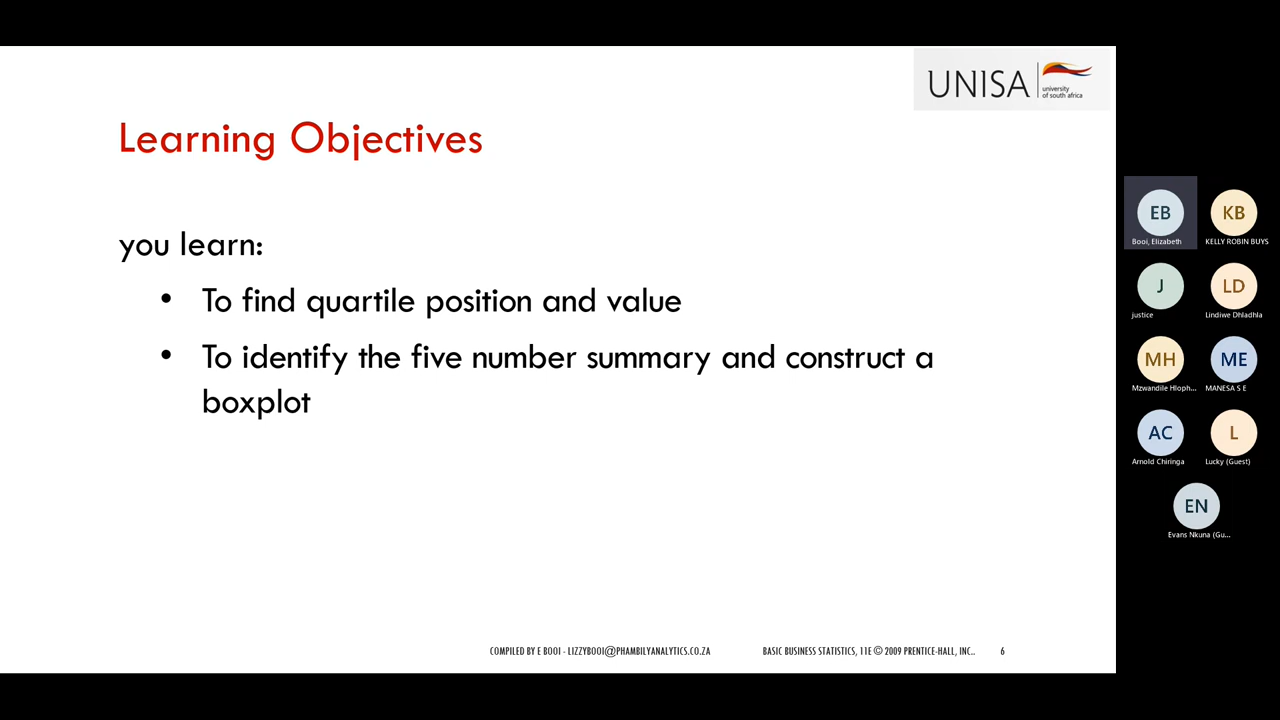 UNISA
university
of south africa
Learning Objectives
you learn:
• To find quartile position and value
• To identify the five number summary and construct a
boxplot
COMPILED BY E BOOI - LIZZYBOOI@PHAMBILYANALYTICS.CO.ZA
BASIC BUSINESS STATISTICS, 11E © 2009 PRENTICE-HALL, INC..
6
EB
KB
Booi, Elizabeth
KELLY ROBIN BUYS
J
LD
justice
Lindiwe Dhladhla
MH
ME
Mzwandile Hloph...
MANESA S E
AC
L
Arnold Chiringa
Lucky (Guest)
EN
Evans Nkuna (Gu...